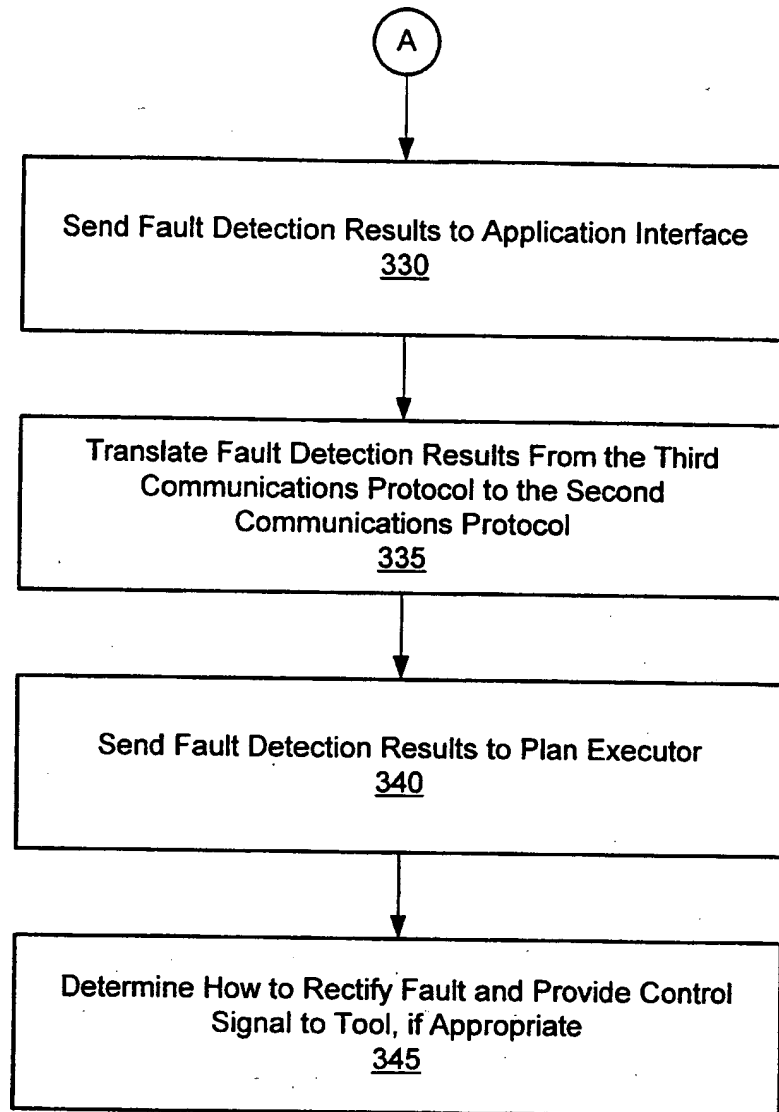 A
Send Fault Detection Results to Application Interface
330
Translate Fault Detection Results From the Third
Communications Protocol to the Second
Communications Protocol
335
Send Fault Detection Results to Plan Executor
340
Determine How to Rectify Fault and Provide Control
Signal to Tool, if Appropriate
345